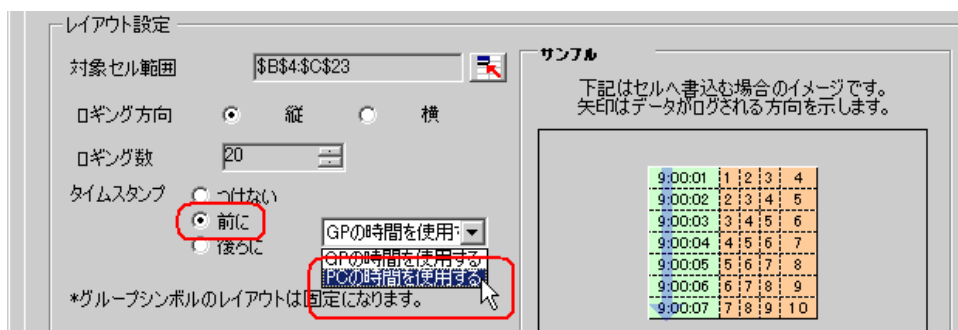 レイアウト設定
対象セル範囲 $B$4:$C$23
ロギング方向 縦 横
ロギング数 20
タイムスタンプ つけない
前に
後ろに
GPの時間を使用
GPの時間を使用する
PCの時間を使用する
*グループシンボルのレイアウトは固定になります。
サンプル
下記はセルへ書込む場合のイメージです。
矢印はデータがログされる方向を示します。
9:00:01 1 2 3 4
9:00:02 2 3 4 5
9:00:03 3 4 5 6
9:00:04 4 5 6 7
9:00:05 5 6 7 8
9:00:06 6 7 8 9
9:00:07 7 8 9 10